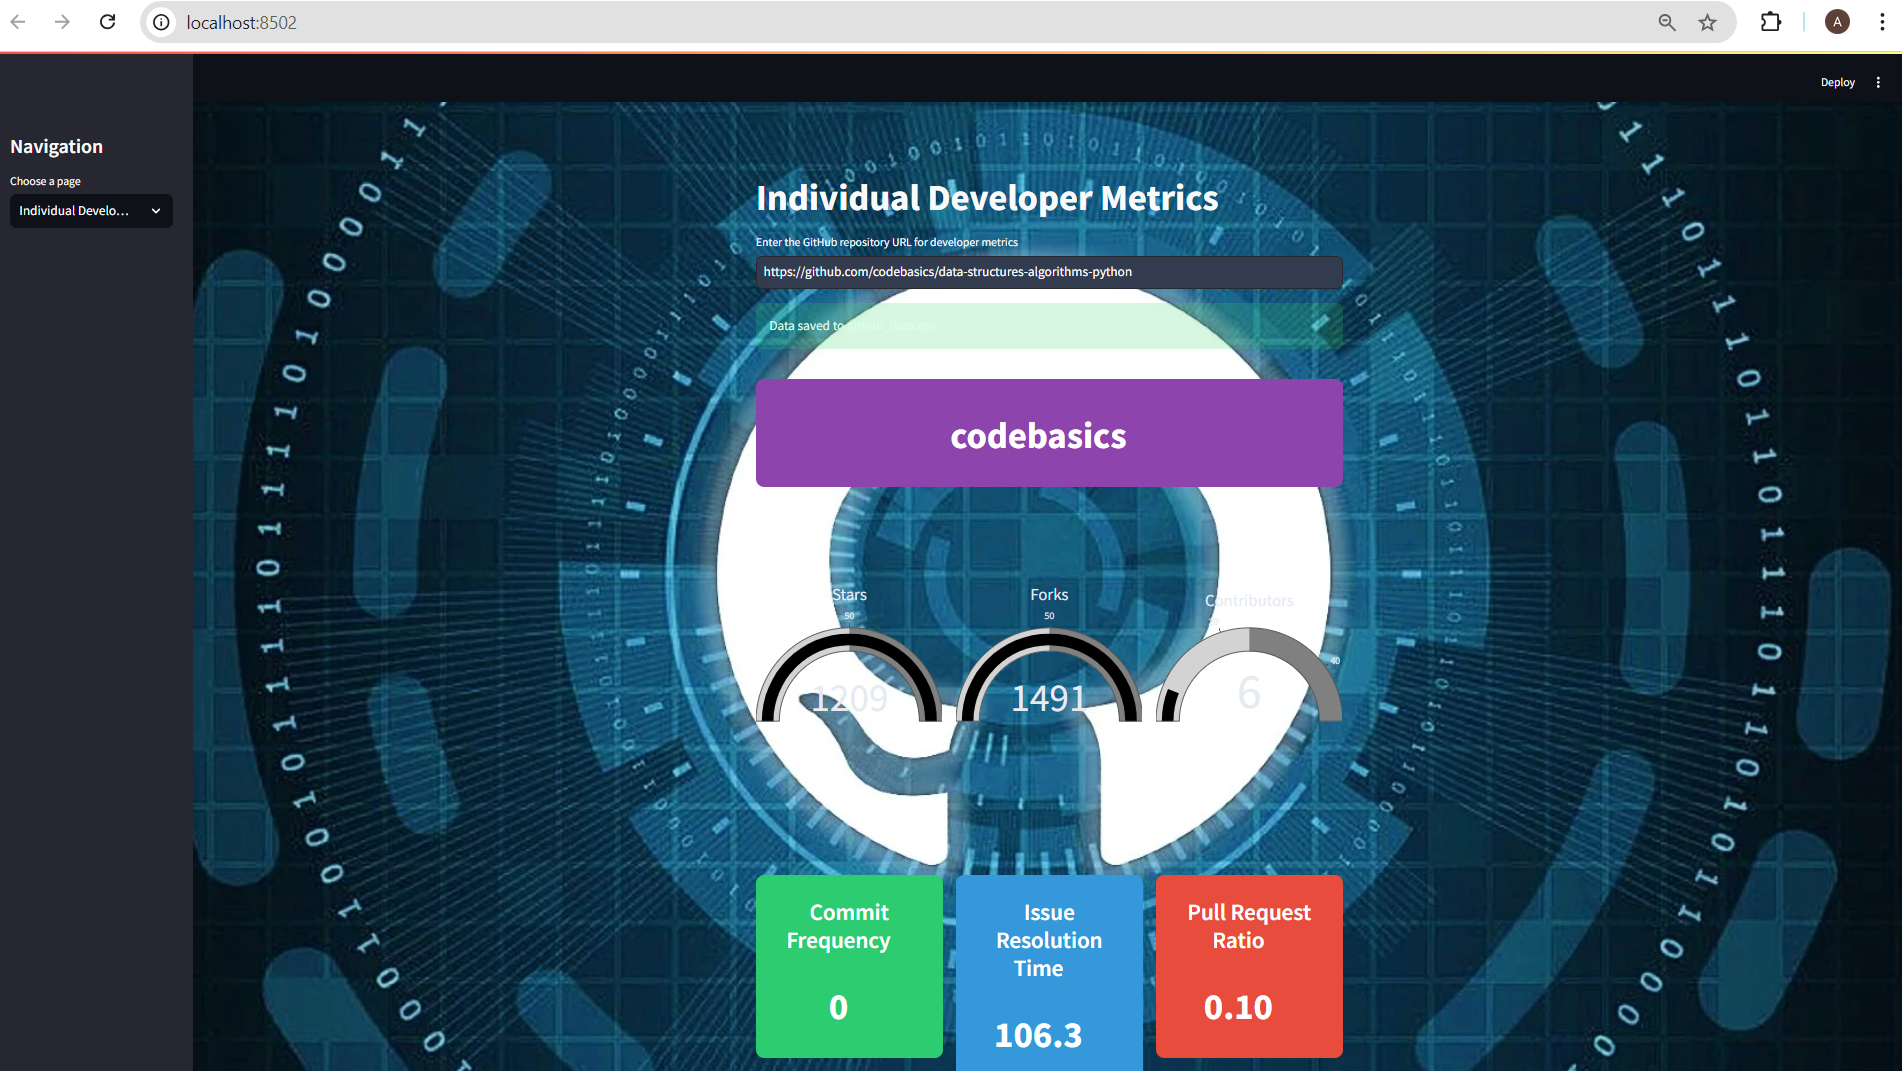 localhost:8502
A
Deploy
Navigation
Choose a page
Individual Develo...
Individual Developer Metrics
Enter the GitHub repository URL for developer metrics
https://github.com/codebasics/data-structures-algorithms-python
Data saved to github_data.csv
codebasics
Stars
50
1209
Forks
50
1491
Contributors
40
6
Commit
Frequency
0
Issue
Resolution
Time
106.3
Pull Request
Ratio
0.10